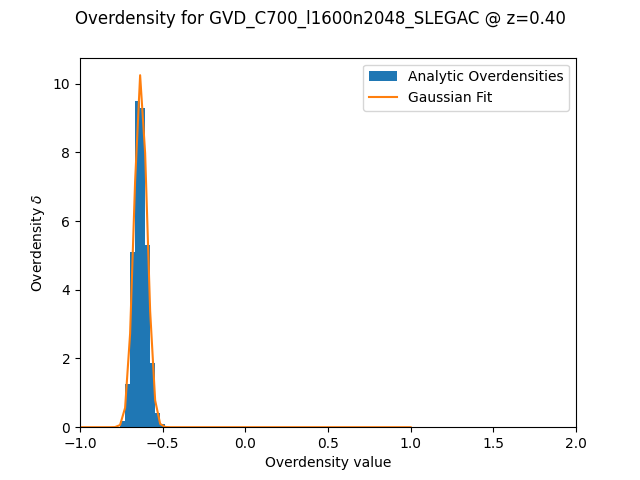 Overdensity for GVD_C700_l1600n2048_SLEGAC @ z=0.40
Analytic Overdensities
Gaussian Fit
Overdensity δ
10
8
6
4
2
0
−1.0 −0.5 0.0 0.5 1.0 1.5 2.0
Overdensity value